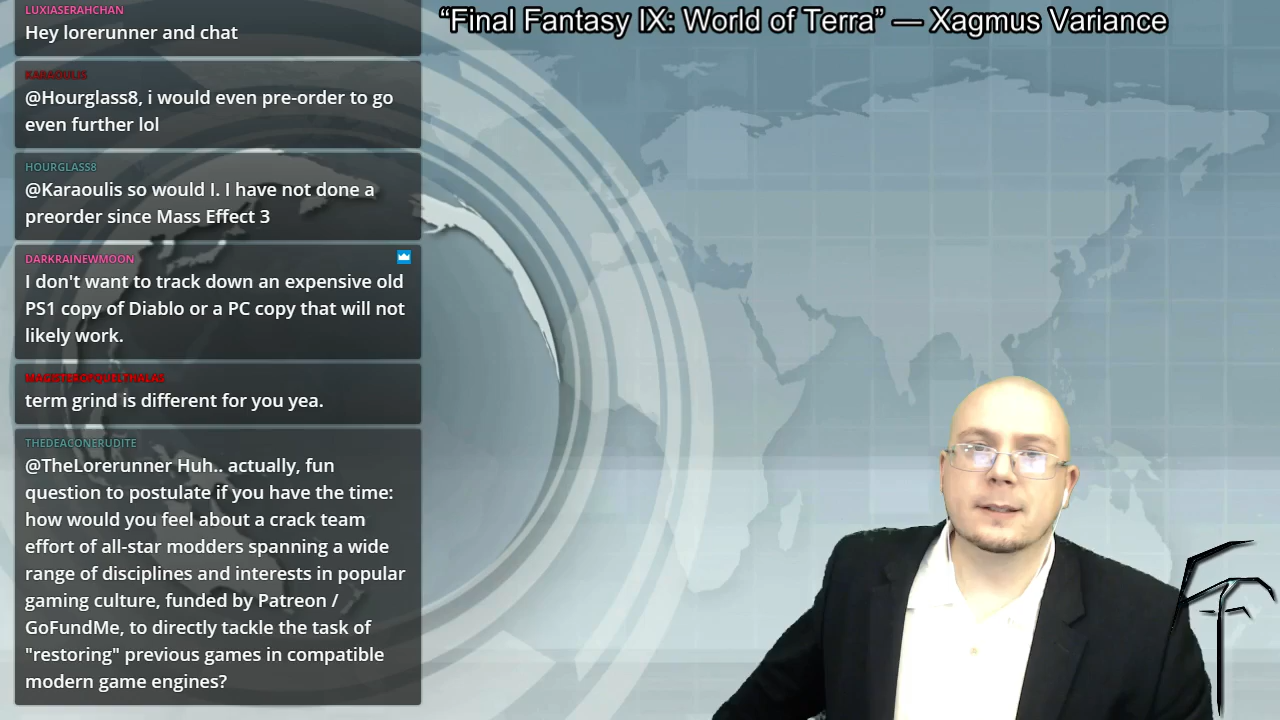 LUXIASERAHCHAN
Hey lorerunner and chat
KARAOULIS
@Hourglass8, i would even pre-order to go
even further lol
HOURGLASS8
@Karaoulis so would I. I have not done a
preorder since Mass Effect 3
DARKRAINEWMOON
I don't want to track down an expensive old
PS1 copy of Diablo or a PC copy that will not
likely work.
MAGISTEROFQUELTHALAS
term grind is different for you yea.
THEDEACONERUDITE
@TheLorerunner Huh.. actually, fun
question to postulate if you have the time:
how would you feel about a crack team
effort of all-star modders spanning a wide
range of disciplines and interests in popular
gaming culture, funded by Patreon /
GoFundMe, to directly tackle the task of
"restoring" previous games in compatible
modern game engines?
“Final Fantasy IX: World of Terra” — Xagmus Variance